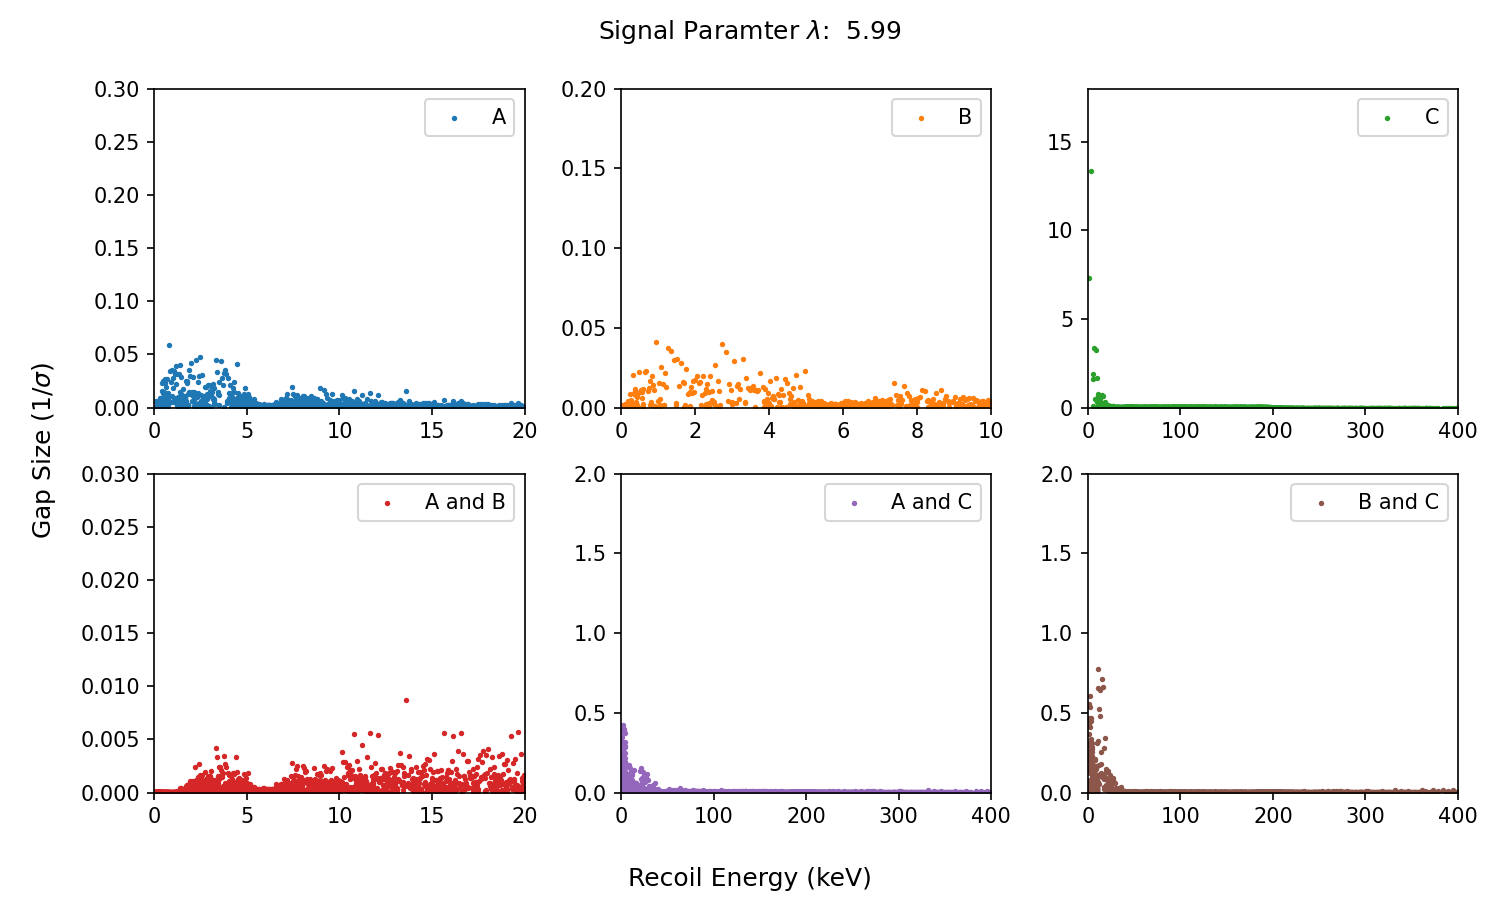 Signal Paramter λ: 5.99
Gap Size (1/σ)
0.30
0.25
0.20
0.15
0.10
0.05
0.00
0 5 10 15 20
A
0.20
0.15
0.10
0.05
0.00
0 2 4 6 8 10
B
15
10
5
0
0 100 200 300 400
C
0.030
0.025
0.020
0.015
0.010
0.005
0.000
0 5 10 15 20
A and B
2.0
1.5
1.0
0.5
0.0
0 100 200 300 400
A and C
2.0
1.5
1.0
0.5
0.0
0 100 200 300 400
B and C
Recoil Energy (keV)